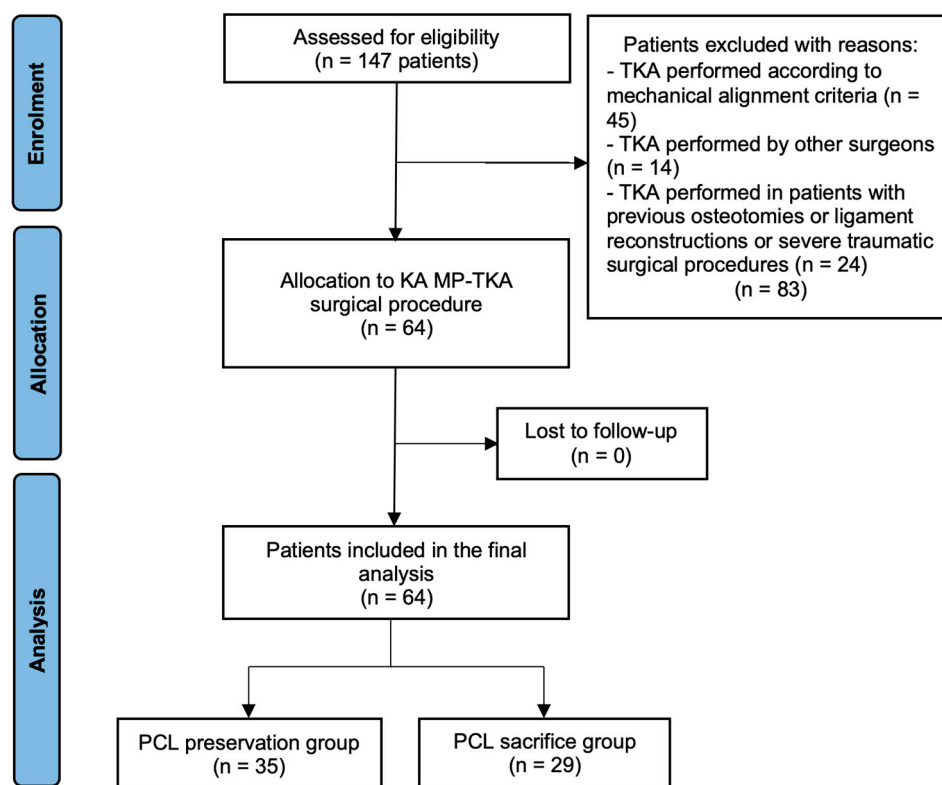 Enrolment
Assessed for eligibility
(n = 147 patients)
Patients excluded with reasons:
- TKA performed according to
mechanical alignment criteria (n =
45)
- TKA performed by other surgeons
(n = 14)
- TKA performed in patients with
previous osteotomies or ligament
reconstructions or severe traumatic
surgical procedures (n = 24)
(n = 83)
Allocation
Allocation to KA MP-TKA
surgical procedure
(n = 64)
Lost to follow-up
(n = 0)
Analysis
Patients included in the final
analysis
(n = 64)
PCL preservation group
(n = 35)
PCL sacrifice group
(n = 29)